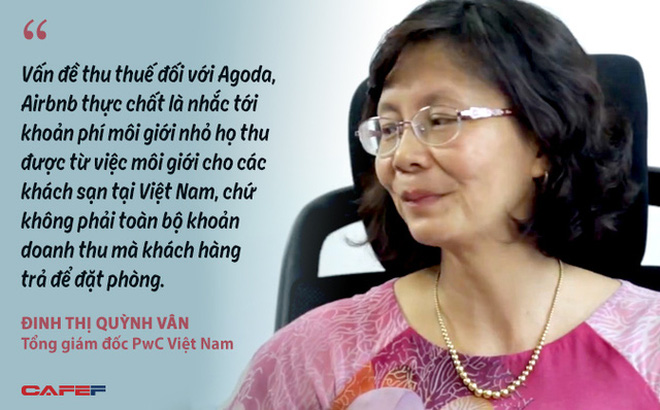 “
Vấn đề thu thuế đối với Agoda,
Airbnb thực chất là nhắc tới
khoản phí môi giới nhỏ họ thu
được từ việc môi giới cho các
khách sạn tại Việt Nam, chứ
không phải toàn bộ khoản
doanh thu mà khách hàng
trả để đặt phòng.
ĐINH THỊ QUỲNH VÂN
Tổng giám đốc PwC Việt Nam
CAFEF